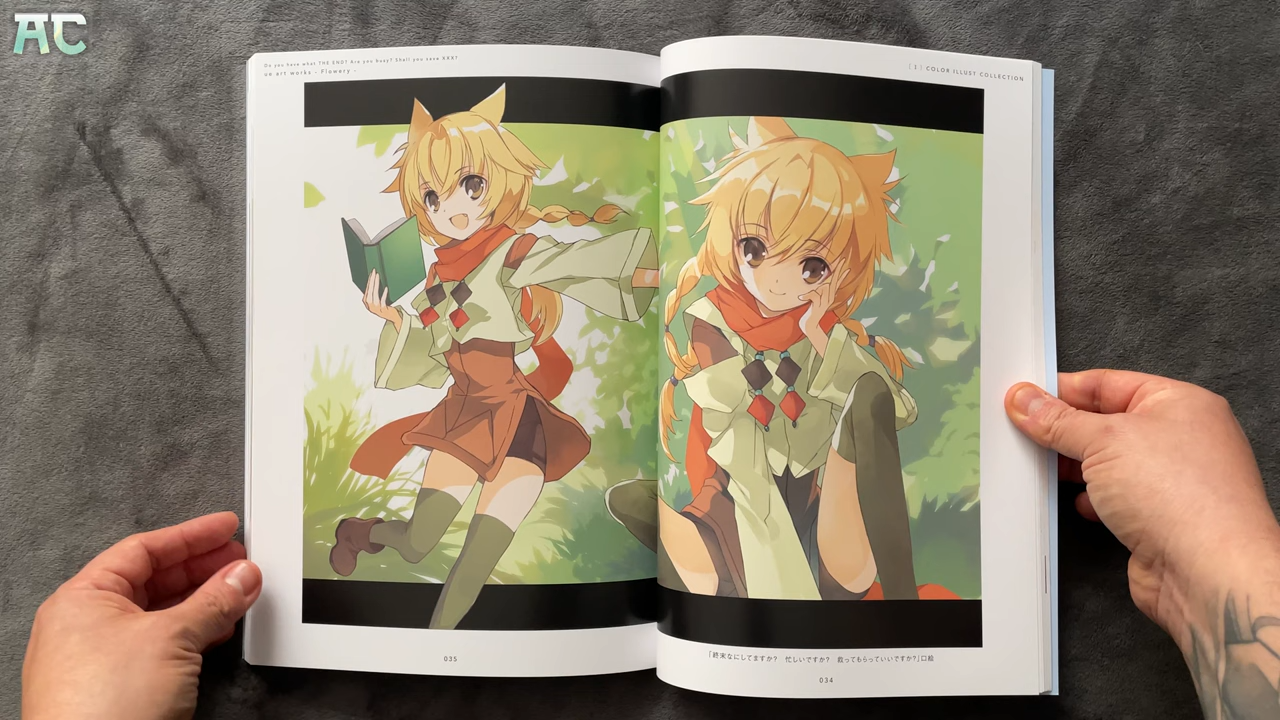 AC
Do you have what THE END? Are you busy? Shall you save XXX?
ue art works - Flowery -
[ I ] COLOR ILLUST COLLECTION
035
「終末なにしてますか？ 忙しいですか？ 救ってもらっていいですか？」口絵
034